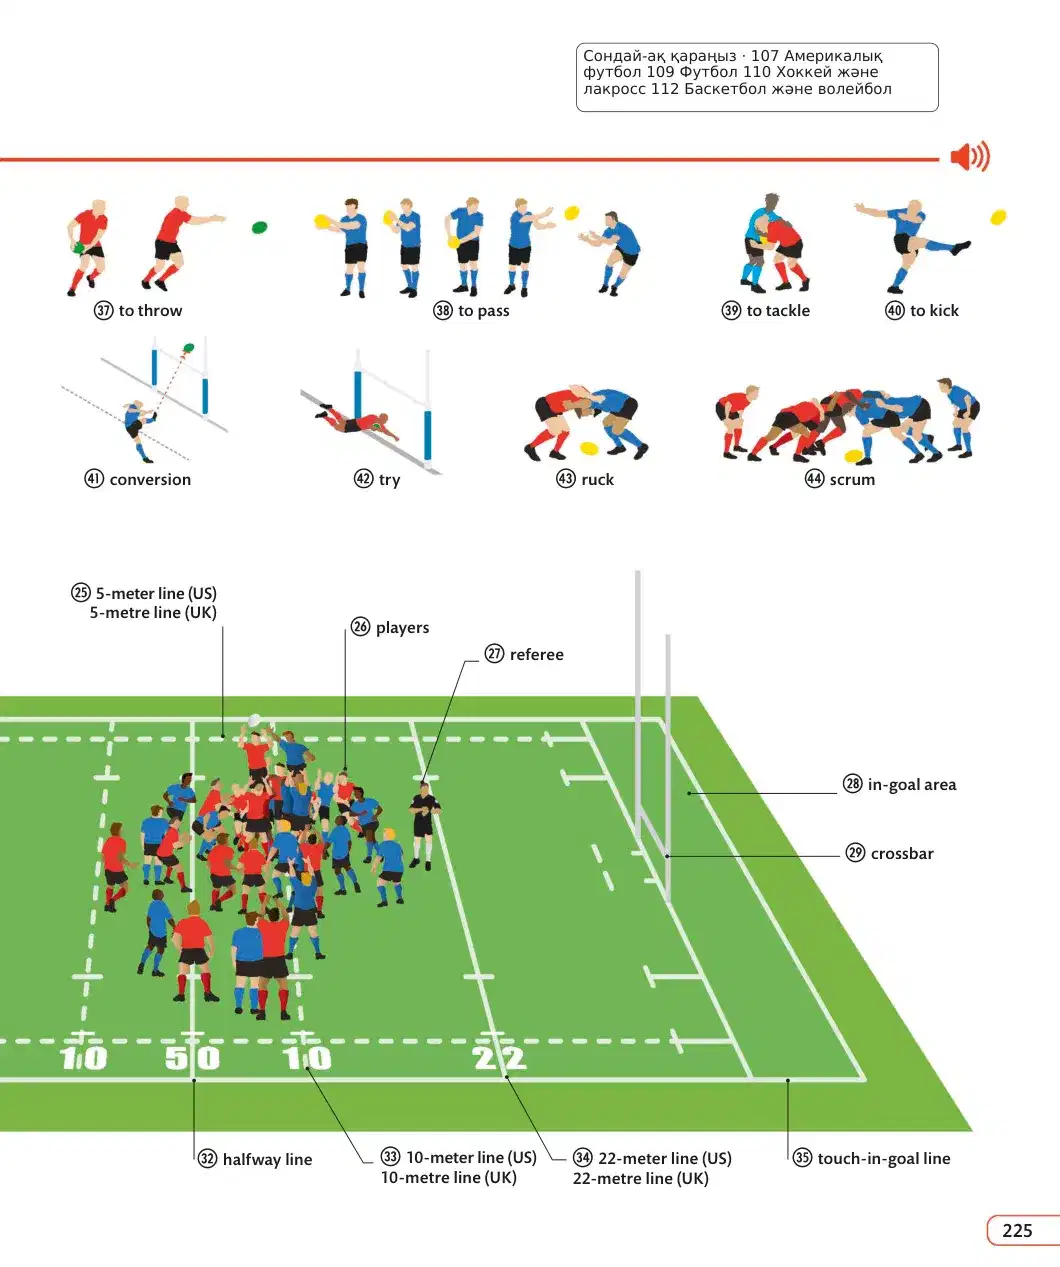 Сондай-ақ қараңыз · 107 Америкалық
футбол 109 Футбол 110 Хоккей және
лакросс 112 Баскетбол және волейбол
37 to throw
38 to pass
39 to tackle
40 to kick
41 conversion
42 try
43 ruck
44 scrum
25 5-meter line (US)
5-metre line (UK)
26 players
27 referee
28 in-goal area
29 crossbar
10 50 10 22
32 halfway line
33 10-meter line (US)
10-metre line (UK)
34 22-meter line (US)
22-metre line (UK)
35 touch-in-goal line
225